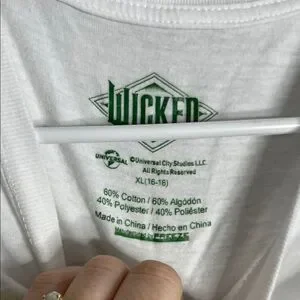 WICKED
UNIVERSAL
©Universal City Studios LLC.
All Rights Reserved
XL(16-16)
60% Cotton / 60% Algodón
40% Polyester / 40% Poliéster
Made in China / Hecho en China